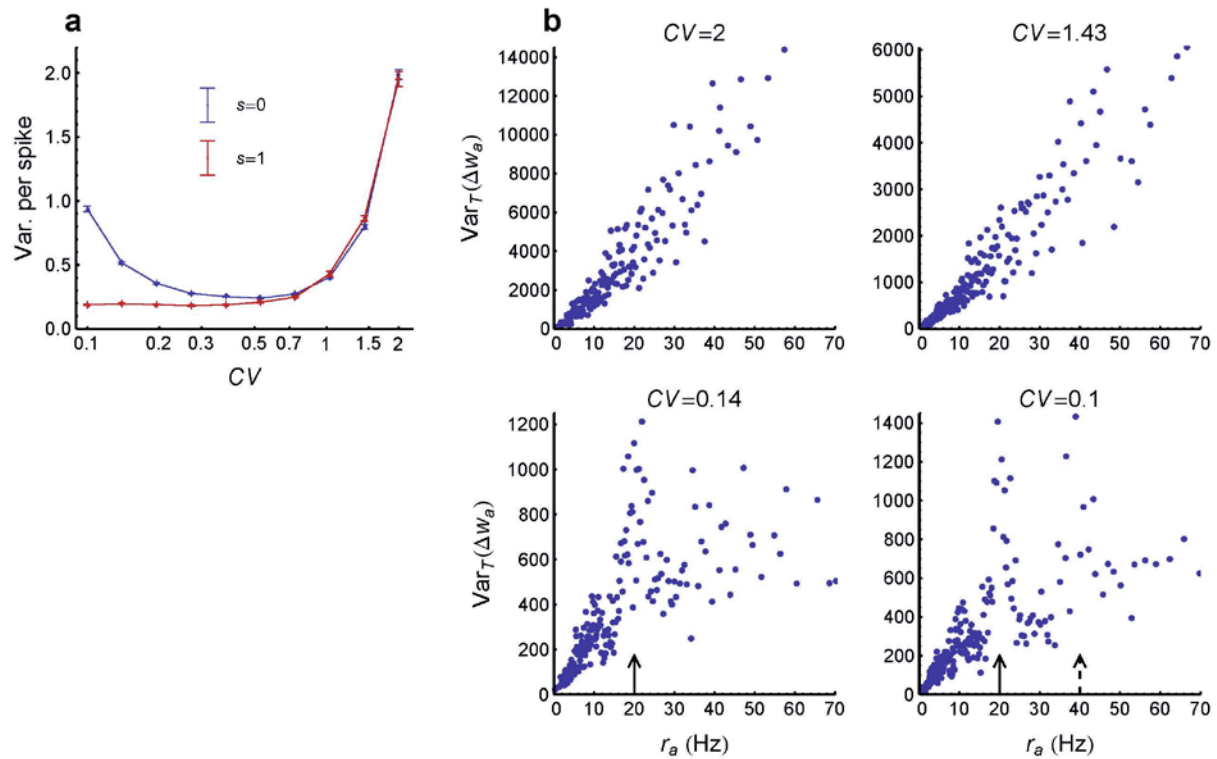 a
2.0
1.5
1.0
0.5
0.0
Var. per spike
s=0
s=1
0.1 0.2 0.3 0.5 0.7 1 1.5 2
CV
b
CV=2
14000
12000
10000
8000
6000
4000
2000
0
Var_T(Δw_a)
0 10 20 30 40 50 60 70
CV=1.43
6000
5000
4000
3000
2000
1000
0
0 10 20 30 40 50 60 70
CV=0.14
1200
1000
800
600
400
200
0
Var_T(Δw_a)
0 10 20 30 40 50 60 70
r_a (Hz)
CV=0.1
1400
1200
1000
800
600
400
200
0
0 10 20 30 40 50 60 70
r_a (Hz)